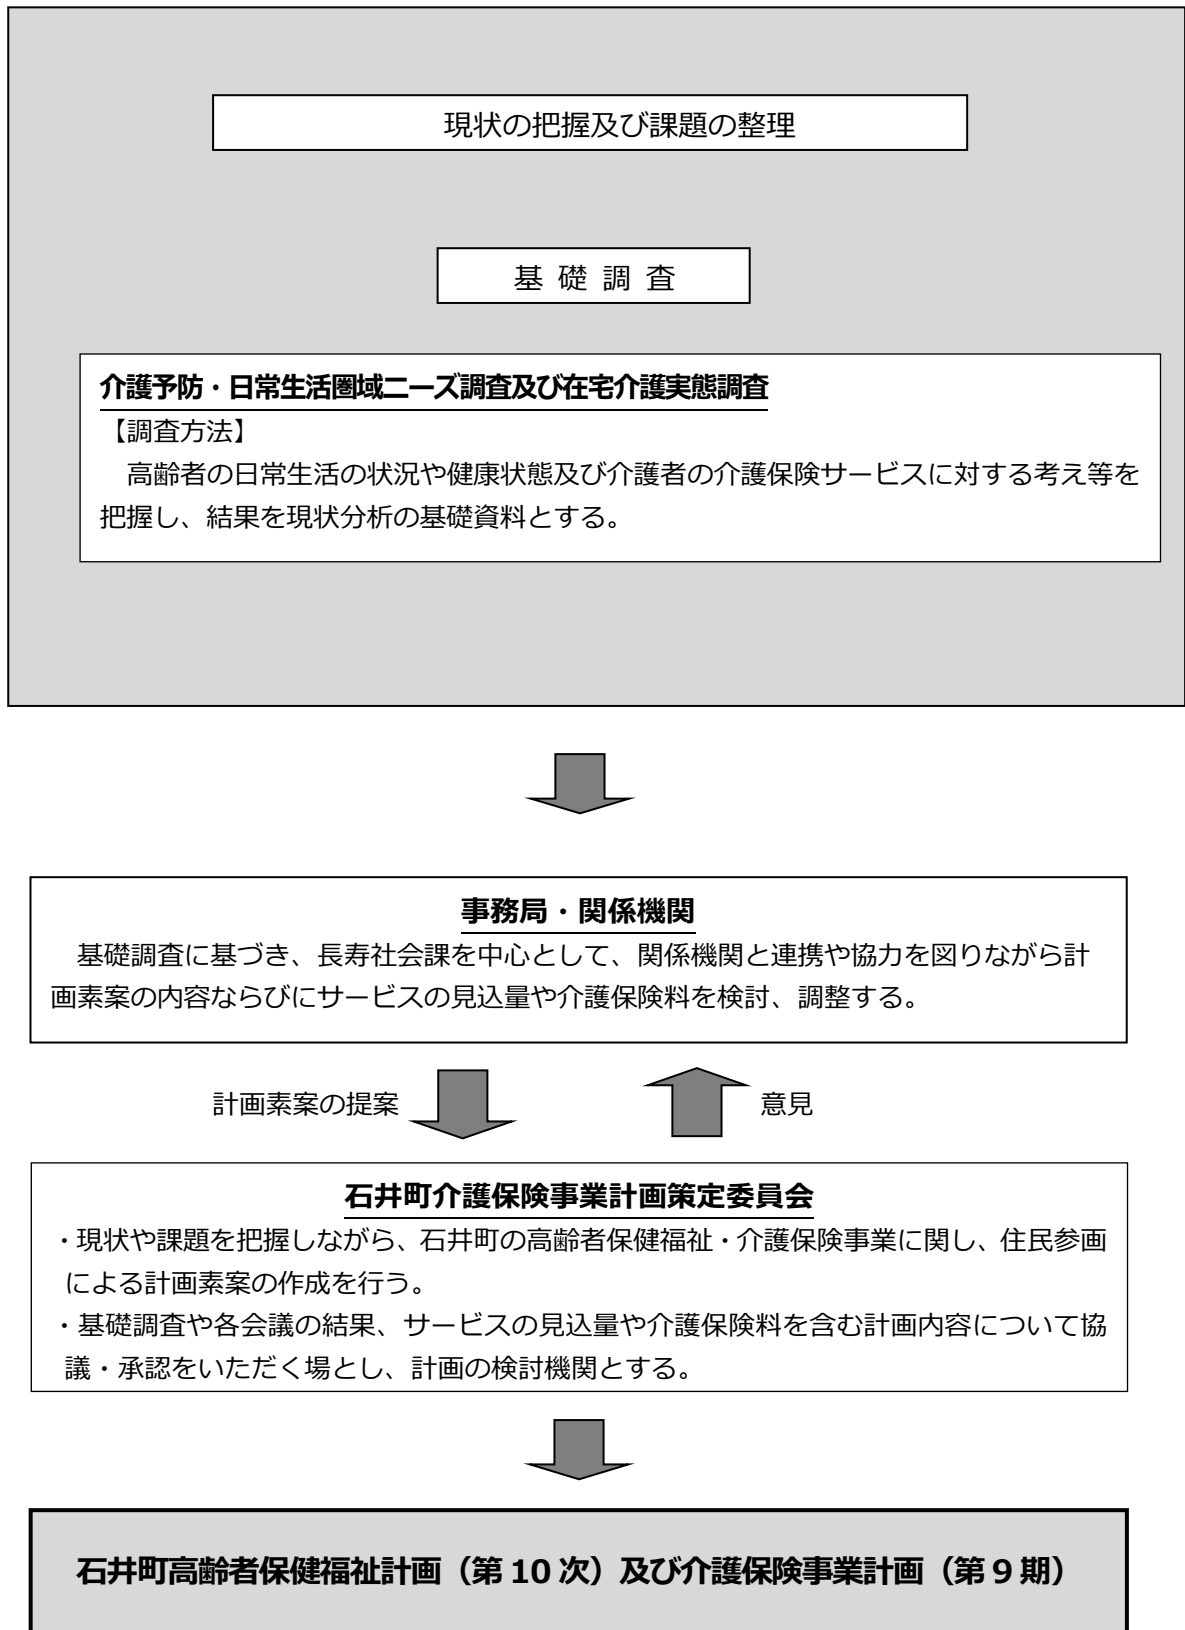 現状の把握及び課題の整理
基 礎 調 査
介護予防・日常生活圏域ニーズ調査及び在宅介護実態調査
【調査方法】
高齢者の日常生活の状況や健康状態及び介護者の介護保険サービスに対する考え等を
把握し、結果を現状分析の基礎資料とする。
事務局・関係機関
基礎調査に基づき、長寿社会課を中心として、関係機関と連携や協力を図りながら計
画素案の内容ならびにサービスの見込量や介護保険料を検討、調整する。
計画素案の提案
意見
石井町介護保険事業計画策定委員会
・現状や課題を把握しながら、石井町の高齢者保健福祉・介護保険事業に関し、住民参画
による計画素案の作成を行う。
・基礎調査や各会議の結果、サービスの見込量や介護保険料を含む計画内容について協
議・承認をいただく場とし、計画の検討機関とする。
石井町高齢者保健福祉計画（第 10 次）及び介護保険事業計画（第 9 期）